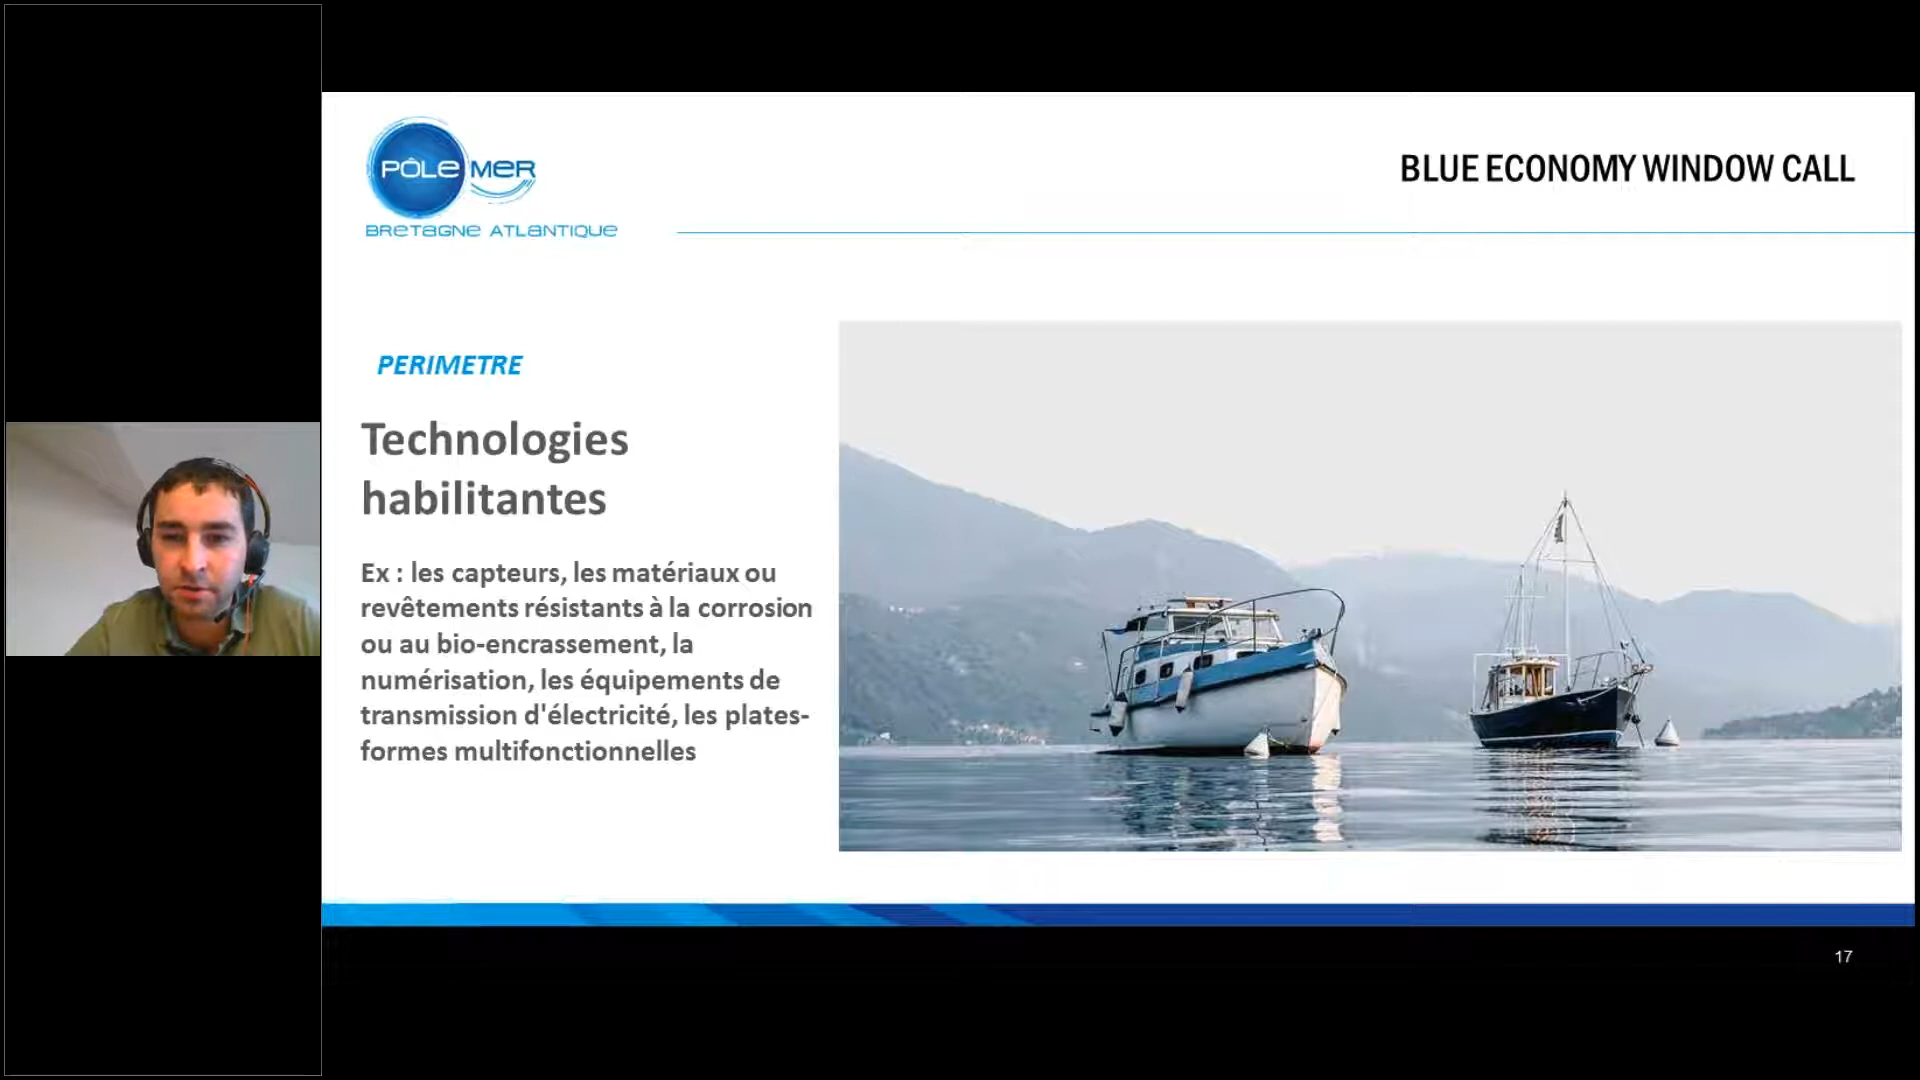 PÔLE MER
BRETAGNE ATLANTIQUE
BLUE ECONOMY WINDOW CALL
PERIMETRE
Technologies
habilitantes
Ex : les capteurs, les matériaux ou
revêtements résistants à la corrosion
ou au bio-encrassement, la
numérisation, les équipements de
transmission d'électricité, les plates-
formes multifonctionnelles
17